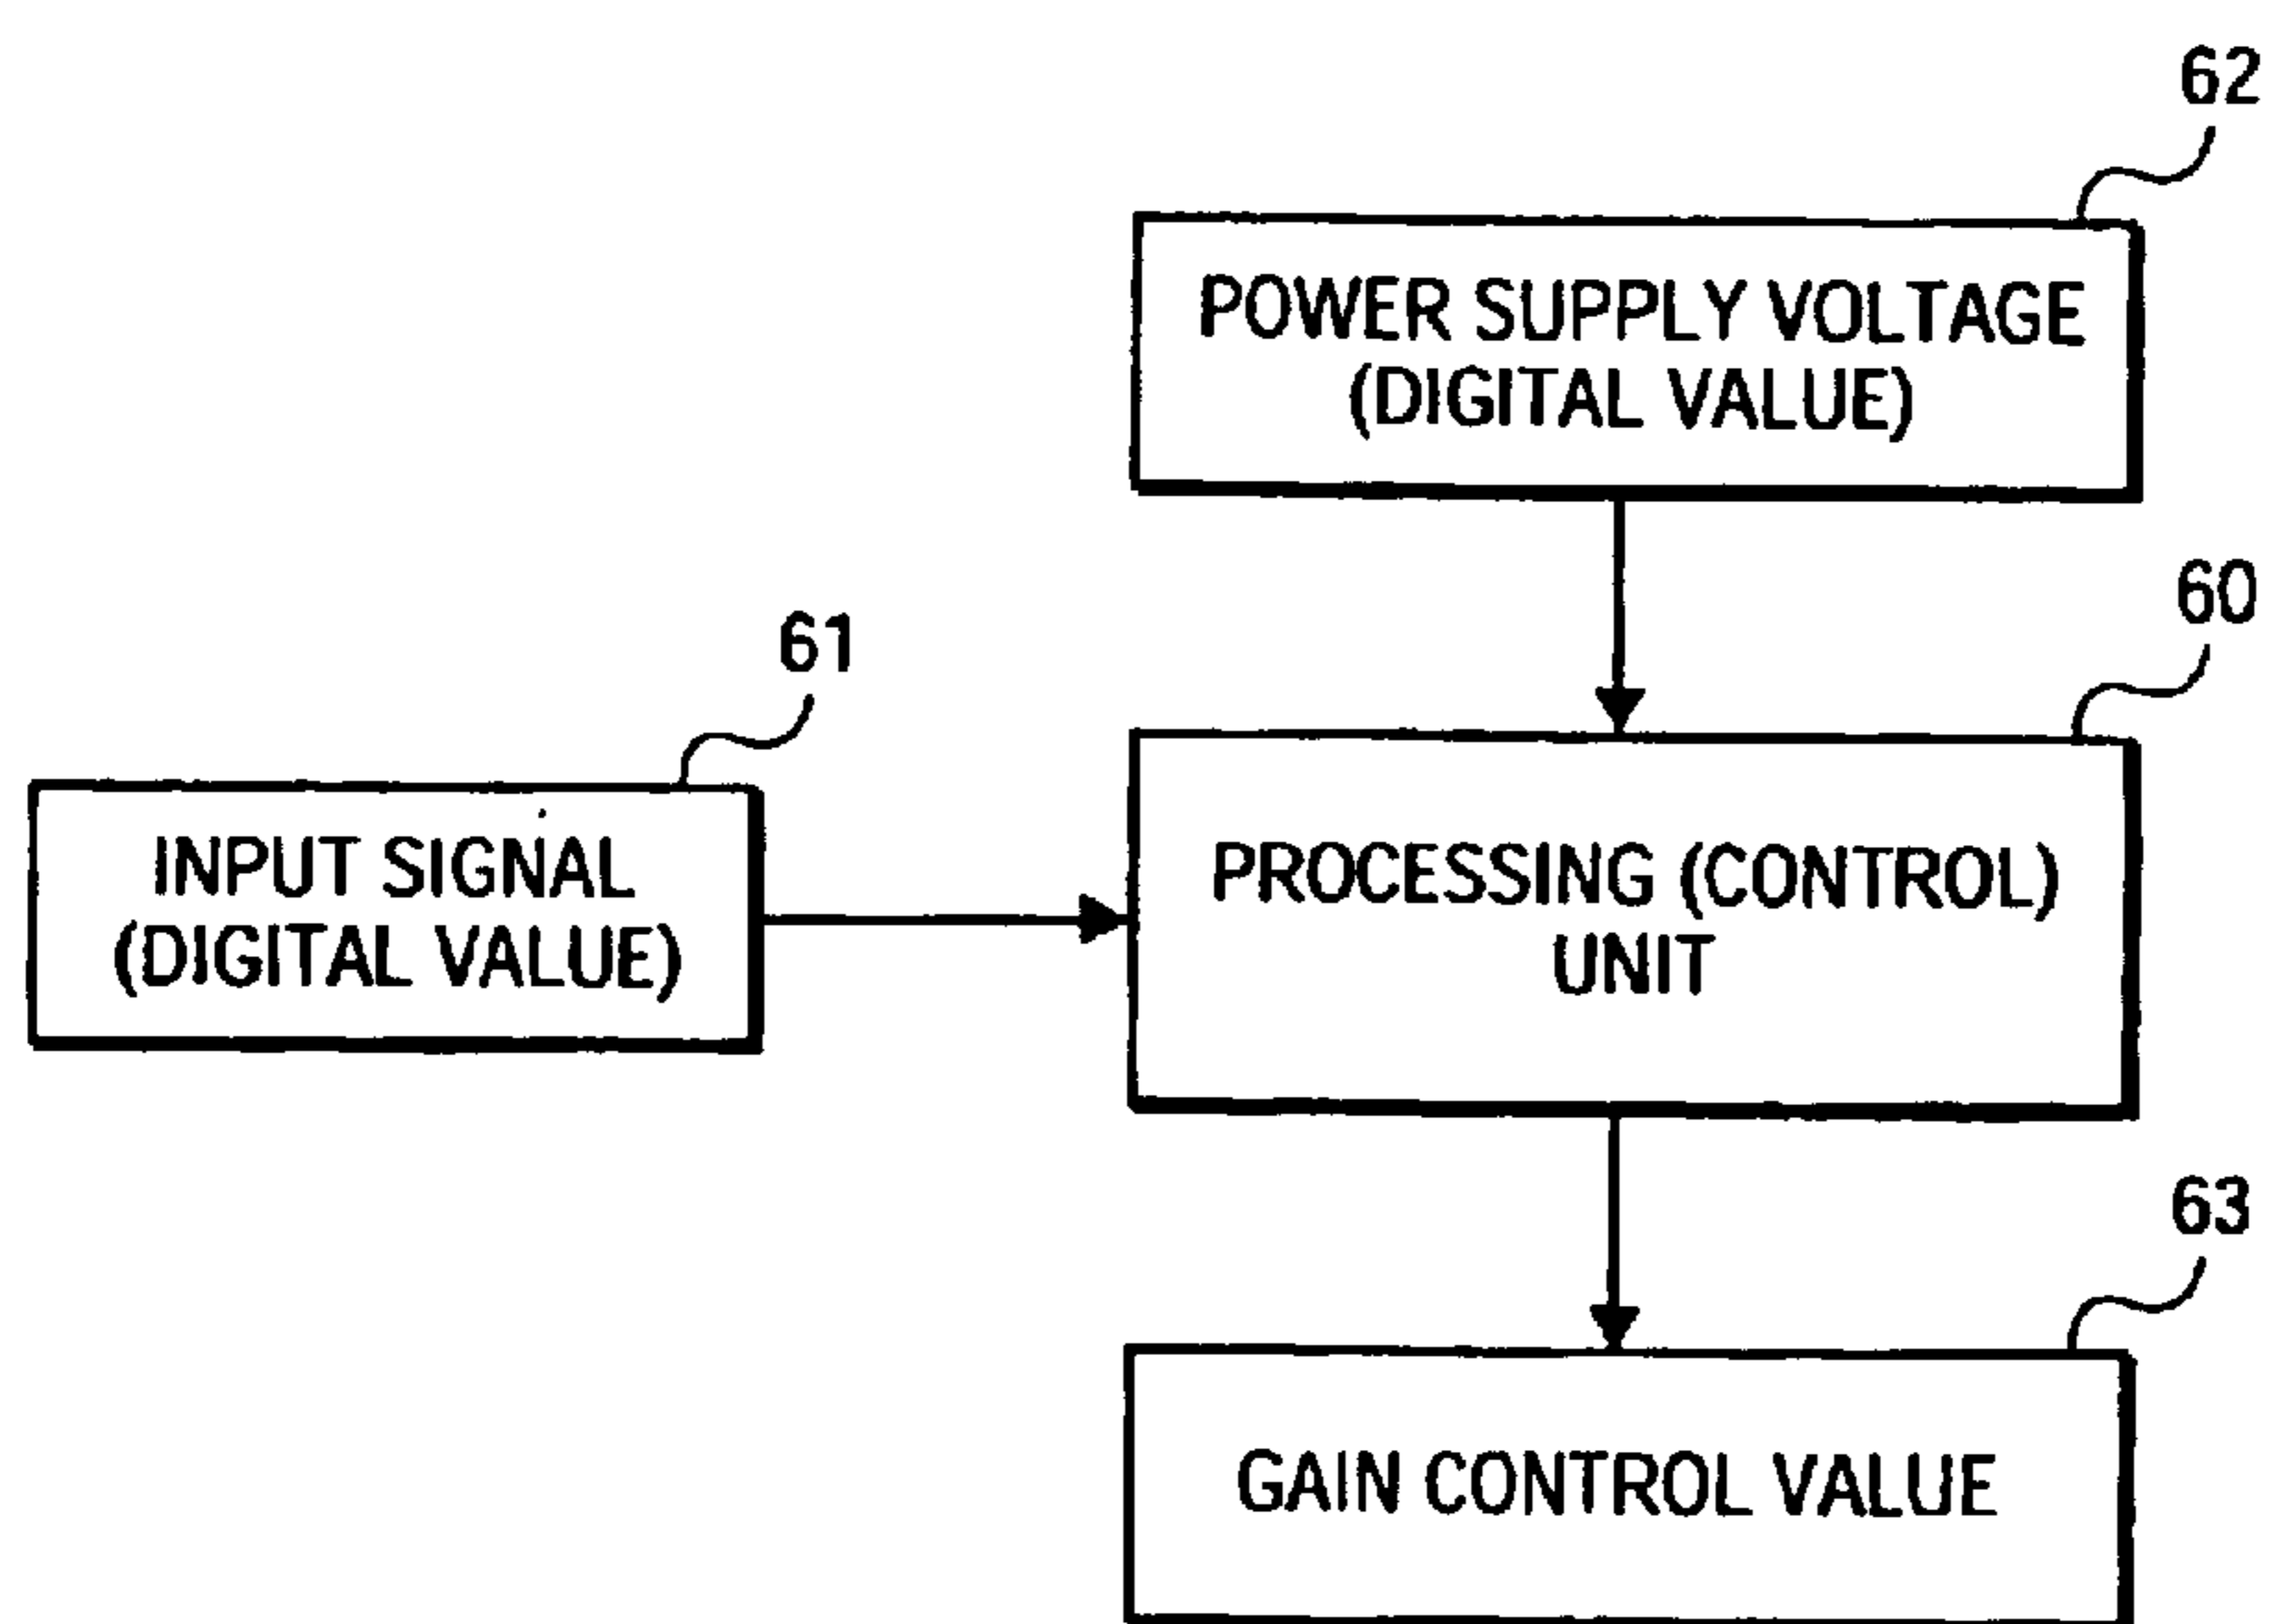 62
POWER SUPPLY VOLTAGE
(DIGITAL VALUE)
60
61
INPUT SIGNAL
(DIGITAL VALUE)
PROCESSING (CONTROL)
UNIT
63
GAIN CONTROL VALUE